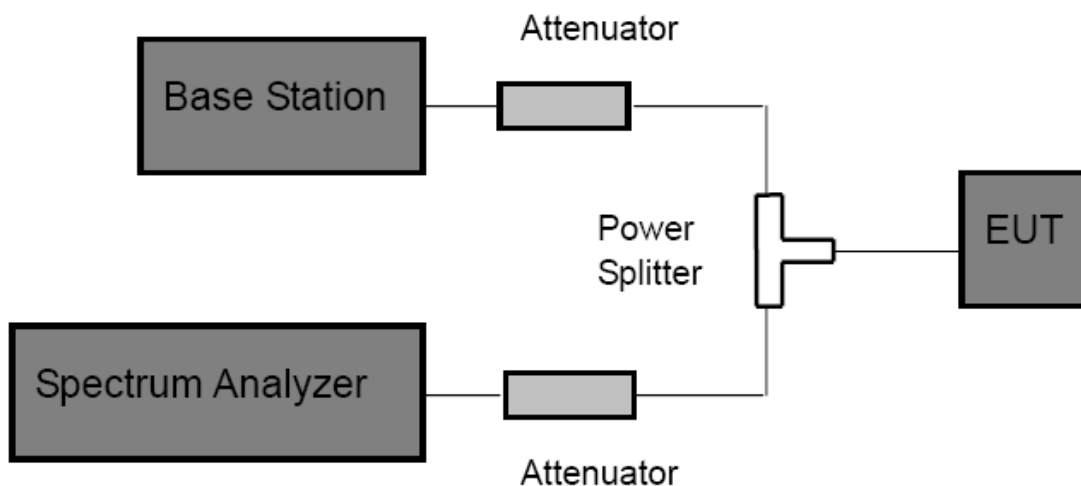 Attenuator
Base Station
Power
Splitter
EUT
Spectrum Analyzer
Attenuator